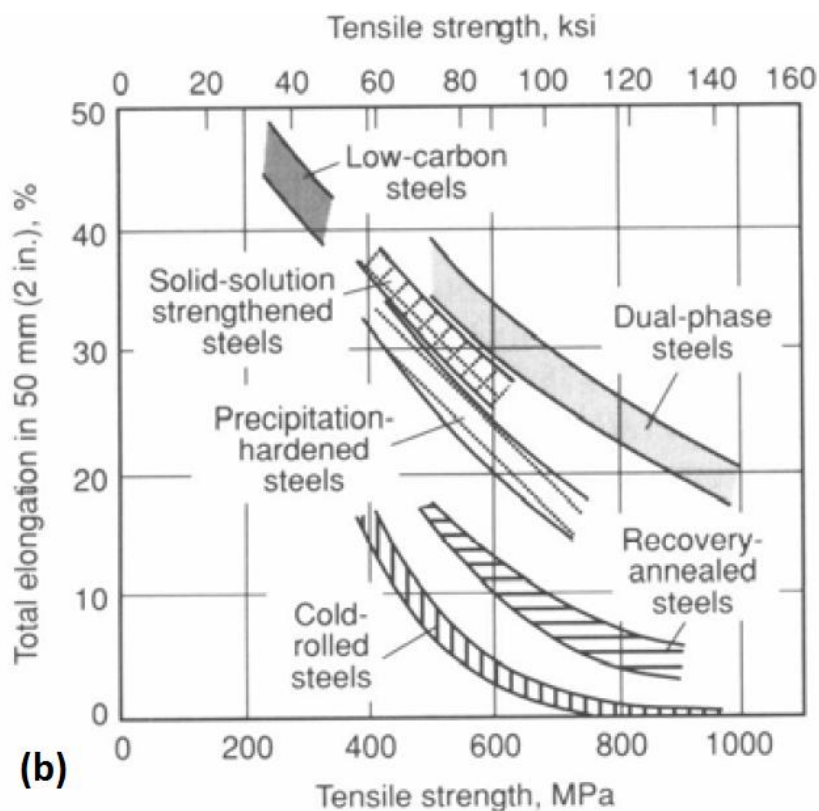 Tensile strength, ksi
0 20 40 60 80 100 120 140 160
50
40
30
20
10
0
Total elongation in 50 mm (2 in.), %
Low-carbon
steels
Solid-solution
strengthened
steels
Dual-phase
steels
Precipitation-
hardened
steels
Recovery-
annealed
steels
Cold-
rolled
steels
0 200 400 600 800 1000
Tensile strength, MPa
(b)